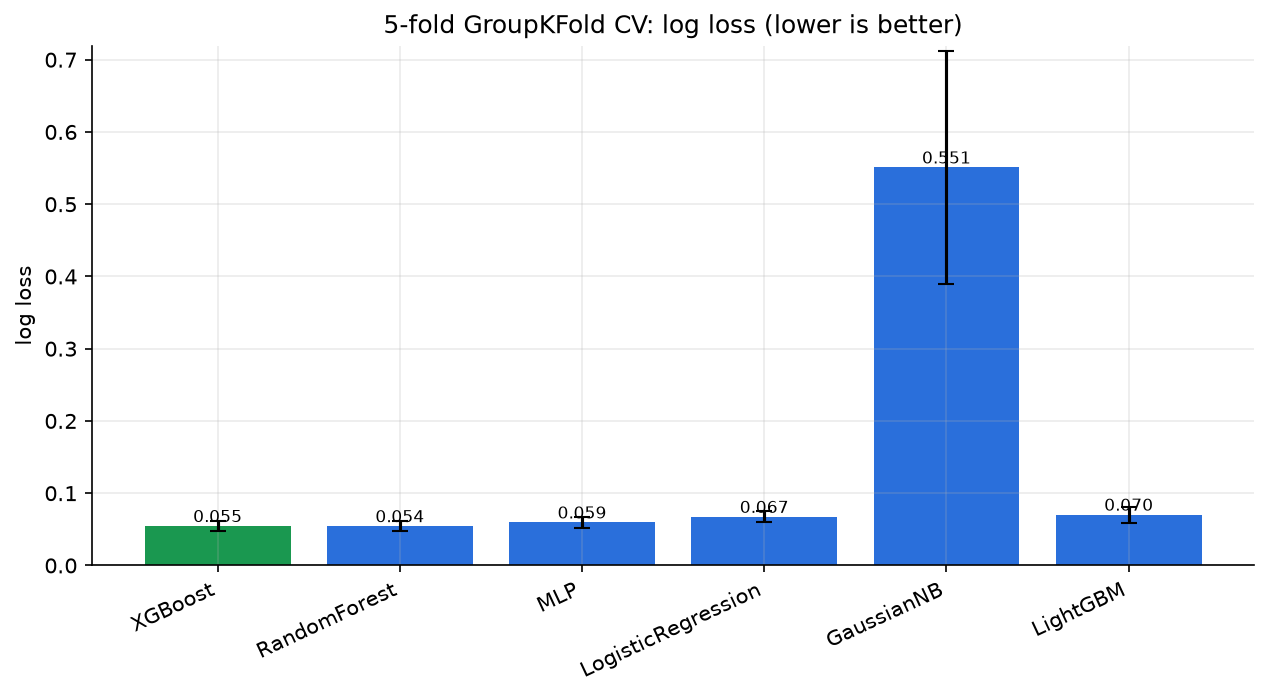 5-fold GroupKFold CV: log loss (lower is better)
log loss
0.7
0.6
0.5
0.4
0.3
0.2
0.1
0.0
0.055
0.054
0.059
0.067
0.551
0.070
XGBoost
RandomForest
MLP
LogisticRegression
GaussianNB
LightGBM